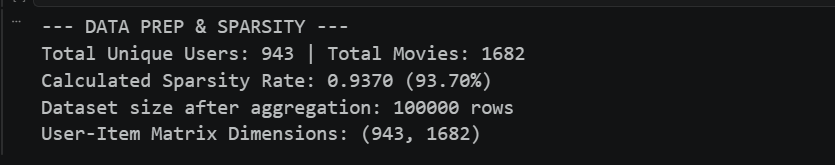 --- DATA PREP & SPARSITY ---
Total Unique Users: 943 | Total Movies: 1682
Calculated Sparsity Rate: 0.9370 (93.70%)
Dataset size after aggregation: 100000 rows
User-Item Matrix Dimensions: (943, 1682)